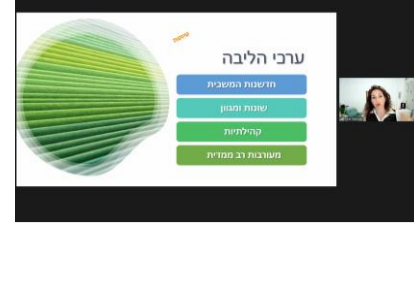 ערכי הליבה
חדשנות המשכית
שונות ומגוון
קהילתיות
מעורבות רב ממדית